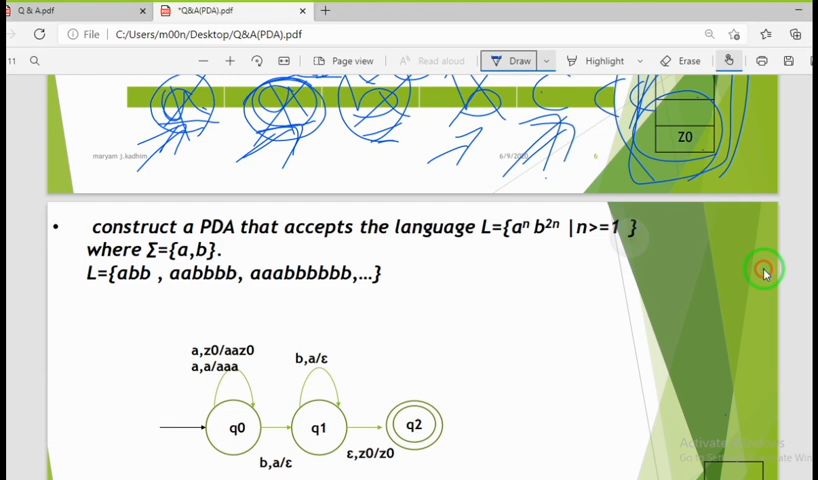 Q & A.pdf
*Q&A(PDA).pdf
File
C:/Users/m00n/Desktop/Q&A(PDA).pdf
11
Page view
Read aloud
Draw
Highlight
Erase
Z0
maryam j.kadhim
6
• construct a PDA that accepts the language L={aⁿ b²ⁿ |n>=1 }
where Σ={a,b}.
L={abb , aabbbb, aaabbbbbb,...}
a,z0/aaz0
a,a/aaa
b,a/ε
q0
q1
q2
b,a/ε
ε,z0/z0
Activate Windows